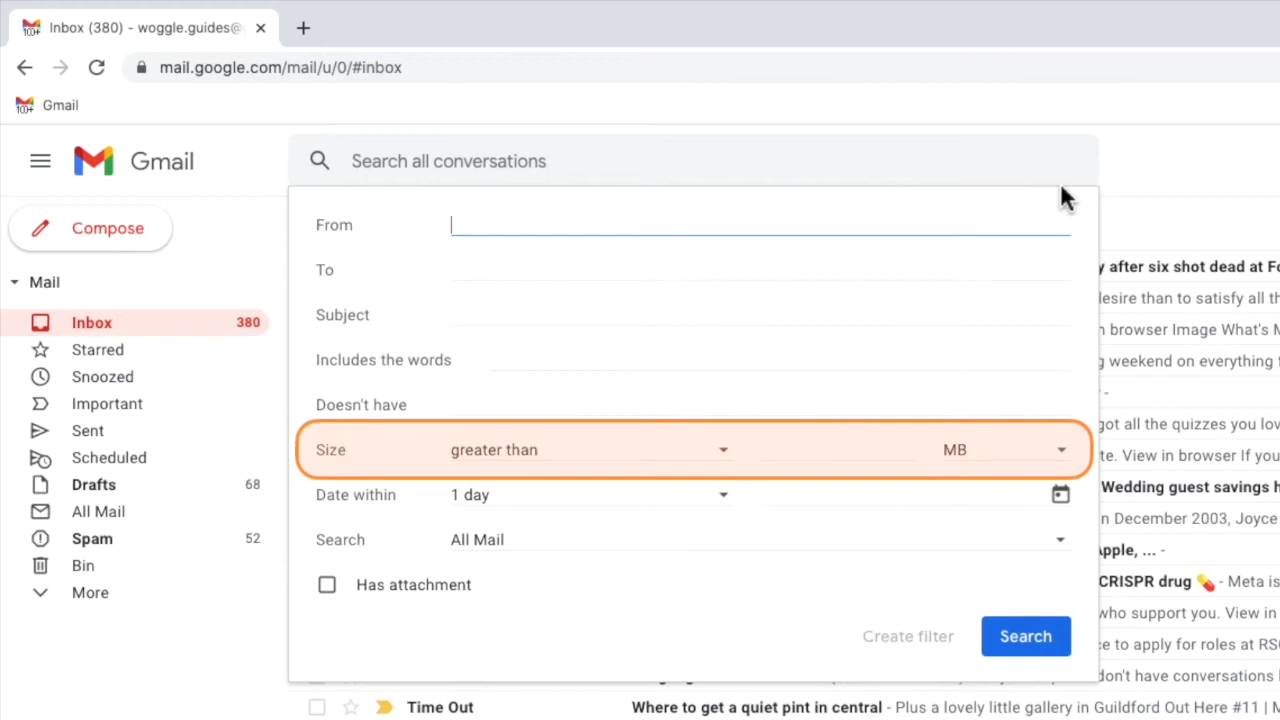 Inbox (380) - woggle.guides@
mail.google.com/mail/u/0/#inbox
100+ Gmail
Gmail
Search all conversations
Compose
Mail
Inbox 380
Starred
Snoozed
Important
Sent
Scheduled
Drafts 68
All Mail
Spam 52
Bin
More
From
To
Subject
Includes the words
Doesn't have
Size greater than MB
Date within 1 day
Search All Mail
Has attachment
Create filter Search
y after six shot dead at Fo
desire than to satisfy all th
n browser Image What's M
g weekend on everything f
-
got all the quizzes you lov
te. View in browser If you
Wedding guest savings h
n December 2003, Joyce
Apple, ... -
CRISPR drug 💊 - Meta is
who support you. View in
ce to apply for roles at RSC
don't have conversations l
Time Out Where to get a quiet pint in central - Plus a lovely little gallery in Guildford Out Here #11 | M